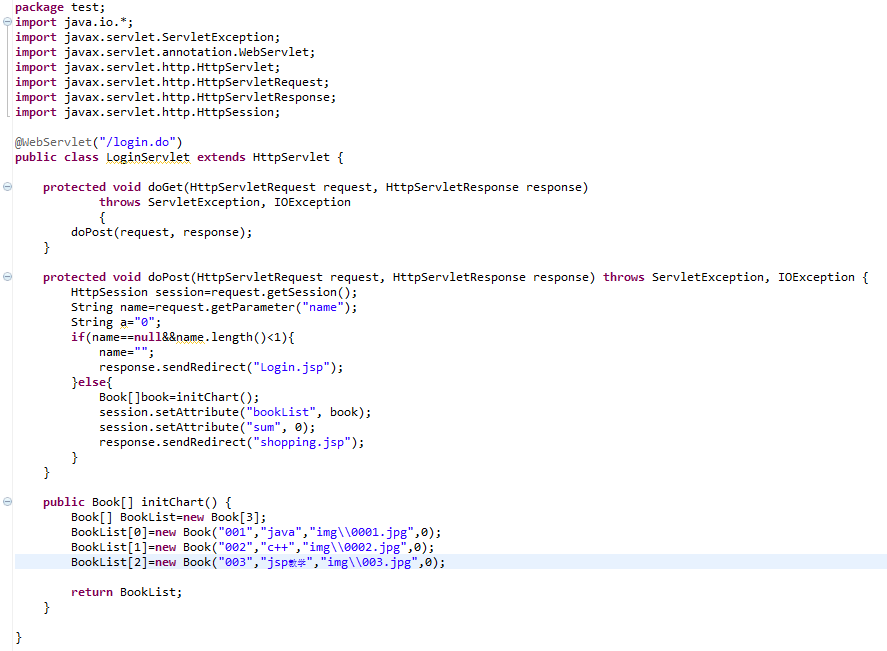 package test;
import java.io.*;
import javax.servlet.ServletException;
import javax.servlet.annotation.WebServlet;
import javax.servlet.http.HttpServlet;
import javax.servlet.http.HttpServletRequest;
import javax.servlet.http.HttpServletResponse;
import javax.servlet.http.HttpSession;

@WebServlet("/login.do")
public class LoginServlet extends HttpServlet {

    protected void doGet(HttpServletRequest request, HttpServletResponse response)
            throws ServletException, IOException
            {
        doPost(request, response);
    }

    protected void doPost(HttpServletRequest request, HttpServletResponse response) throws ServletException, IOException {
        HttpSession session=request.getSession();
        String name=request.getParameter("name");
        String a="0";
        if(name==null&&name.length()<1){
            name="";
            response.sendRedirect("Login.jsp");
        }else{
            Book[]book=initChart();
            session.setAttribute("bookList", book);
            session.setAttribute("sum", 0);
            response.sendRedirect("shopping.jsp");
        }
    }

    public Book[] initChart() {
        Book[] BookList=new Book[3];
        BookList[0]=new Book("001","java","img\\0001.jpg",0);
        BookList[1]=new Book("002","c++","img\\0002.jpg",0);
        BookList[2]=new Book("003","jsp数学","img\\003.jpg",0);

        return BookList;
    }

}